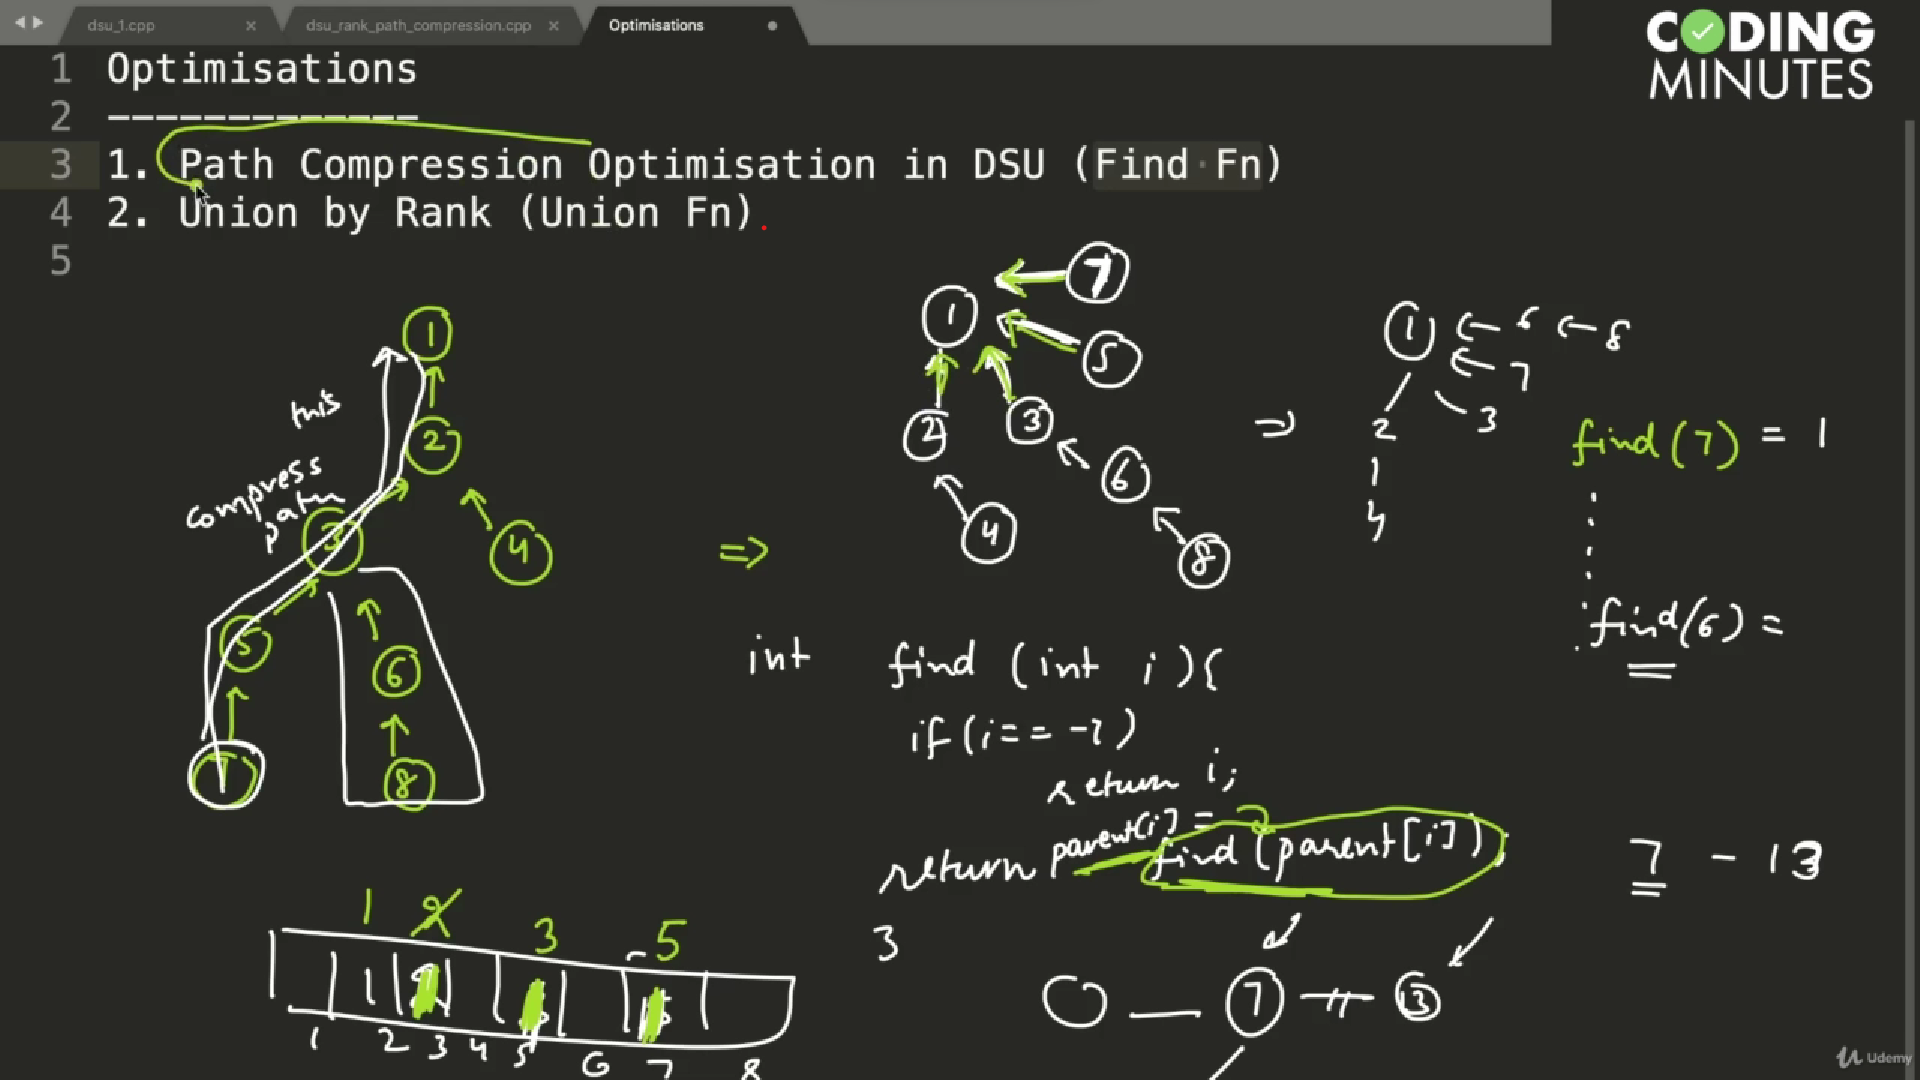 dsu_1.cpp
dsu_rank_path_compression.cpp
Optimisations
CODING
MINUTES
1 Optimisations
2 -------------
3 1. Path Compression Optimisation in DSU (Find Fn)
4 2. Union by Rank (Union Fn)
5
1
2
3
4
5
6
8
this
compress
path
=>
1
7
5
2
3
6
4
8
=>
1 ← 6 ← 8
← 7
2
3
4
find(7) = 1
find(6) =
int find (int i){
if(i== -1)
return i;
return parent[i] = find (parent[i]);
7 - 13
1 2 3 5
1
1 2 3 4 5 6 7 8
3
7
13
Udemy